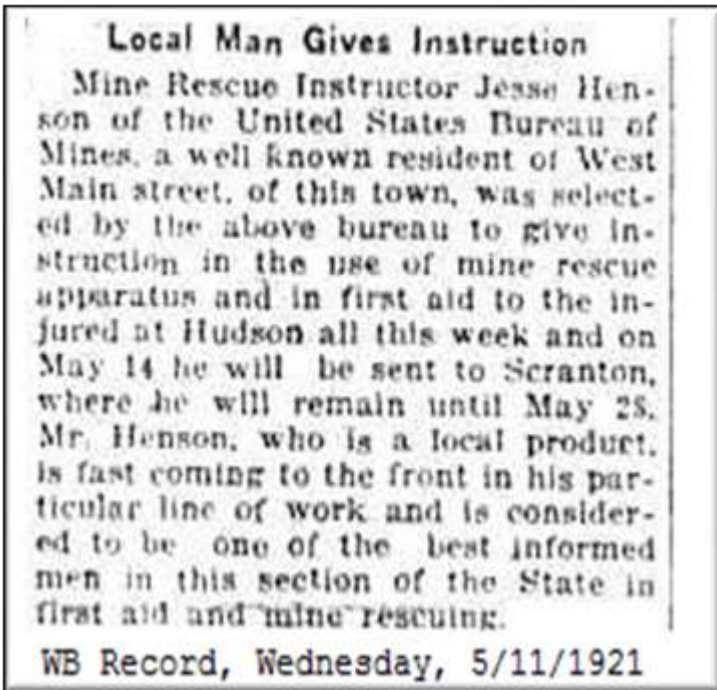 Local Man Gives Instruction
Mine Rescue Instructor Jesse Hen-
son of the United States Bureau of
Mines, a well known resident of West
Main street, of this town, was select-
ed by the above bureau to give in-
struction in the use of mine rescue
apparatus and in first aid to the in-
jured at Hudson all this week and on
May 14 he will be sent to Scranton,
where he will remain until May 28.
Mr. Henson, who is a local product,
is fast coming to the front in his par-
ticular line of work and is consider-
ed to be one of the best informed
men in this section of the State in
first aid and mine rescuing.
WB Record, Wednesday, 5/11/1921